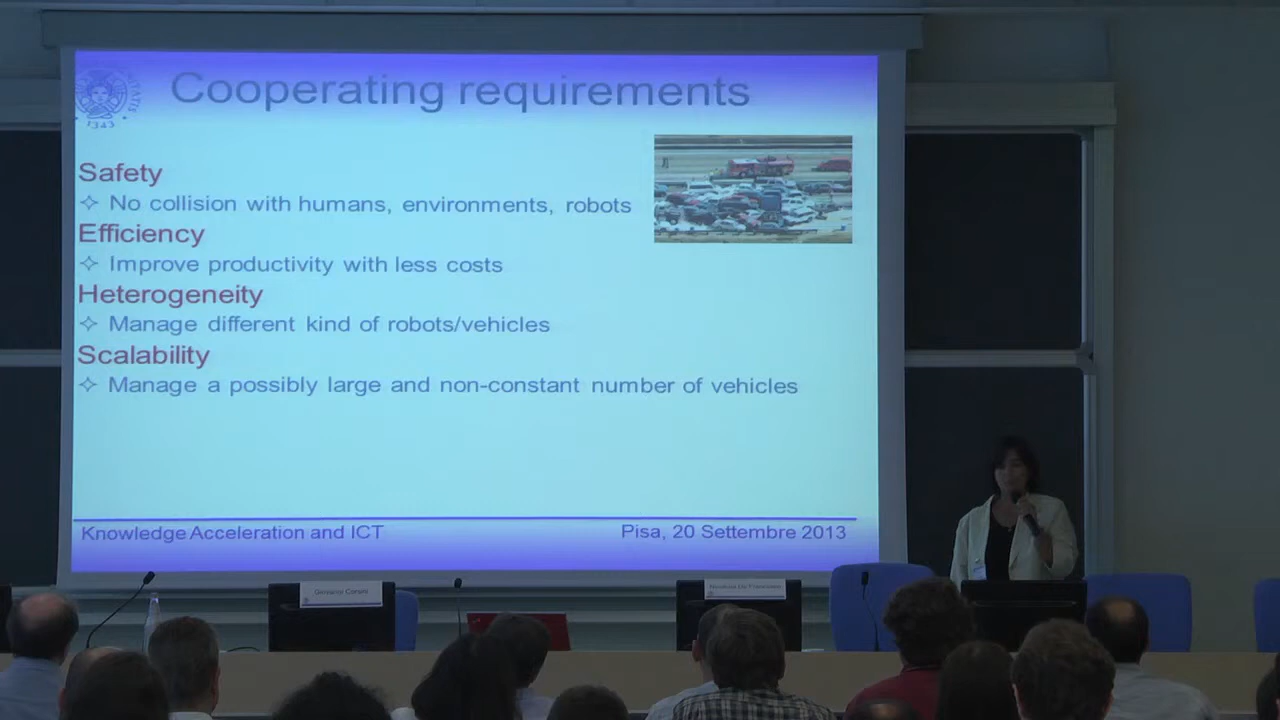 Cooperating requirements
1343
Safety
No collision with humans, environments, robots
Efficiency
Improve productivity with less costs
Heterogeneity
Manage different kind of robots/vehicles
Scalability
Manage a possibly large and non-constant number of vehicles
Knowledge Acceleration and ICT
Pisa, 20 Settembre 2013